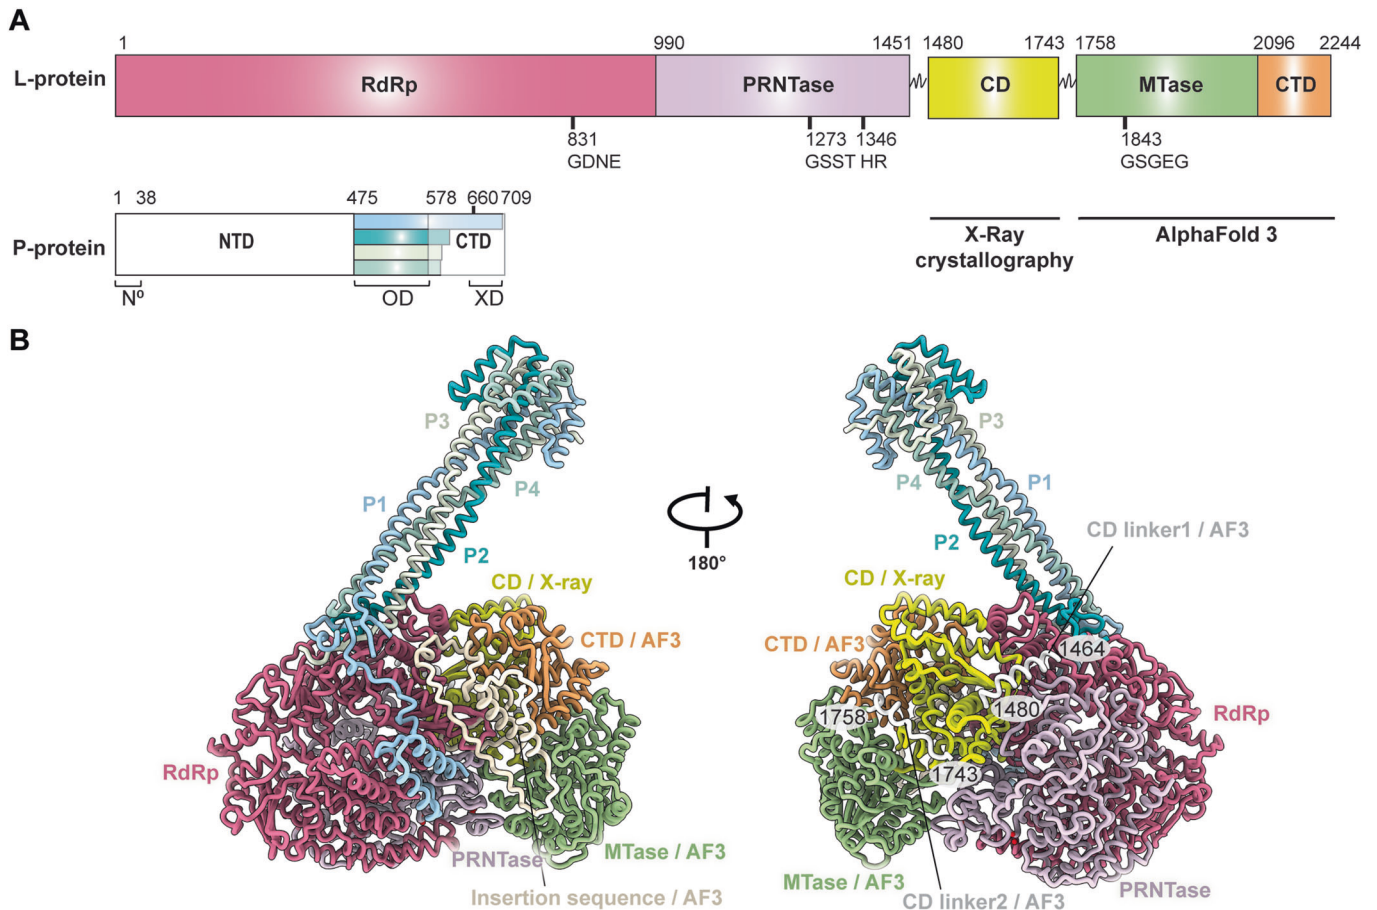 A
1 990 1451 1480 1743 1758 2096 2244
L-protein RdRp PRNTase CD MTase CTD
831 1273 1346 1843
GDNE GSST HR GSGEG
1 38 475 578 660 709
P-protein NTD CTD
Nº OD XD
X-Ray
crystallography
AlphaFold 3
B
P3
P4
P1
P2
CD / X-ray
CTD / AF3
RdRp
PRNTase
MTase / AF3
Insertion sequence / AF3
180°
P3
P4
P1
P2
CD linker1 / AF3
CD / X-ray
CTD / AF3
1464
1480
1758
1743
RdRp
MTase / AF3
CD linker2 / AF3
PRNTase